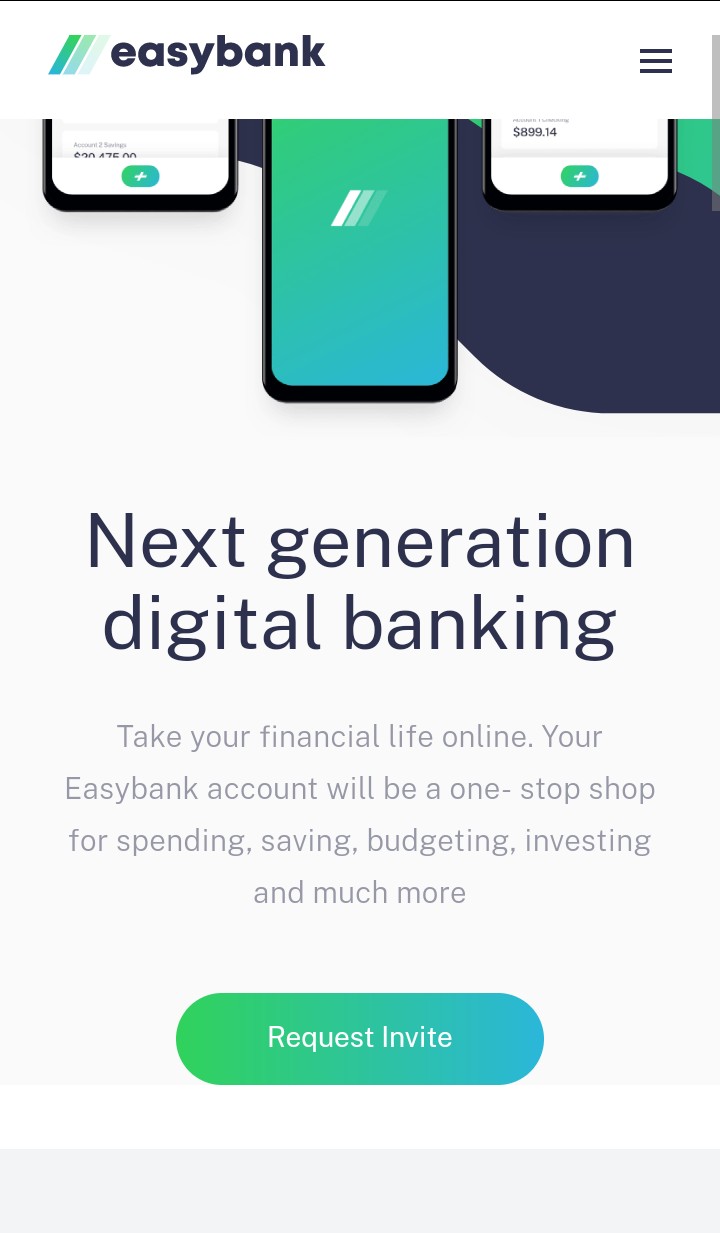 easybank
Account 2 Savings
$20,475.00
Account 1 Checking
$899.14
Next generation
digital banking
Take your financial life online. Your
Easybank account will be a one- stop shop
for spending, saving, budgeting, investing
and much more
Request Invite